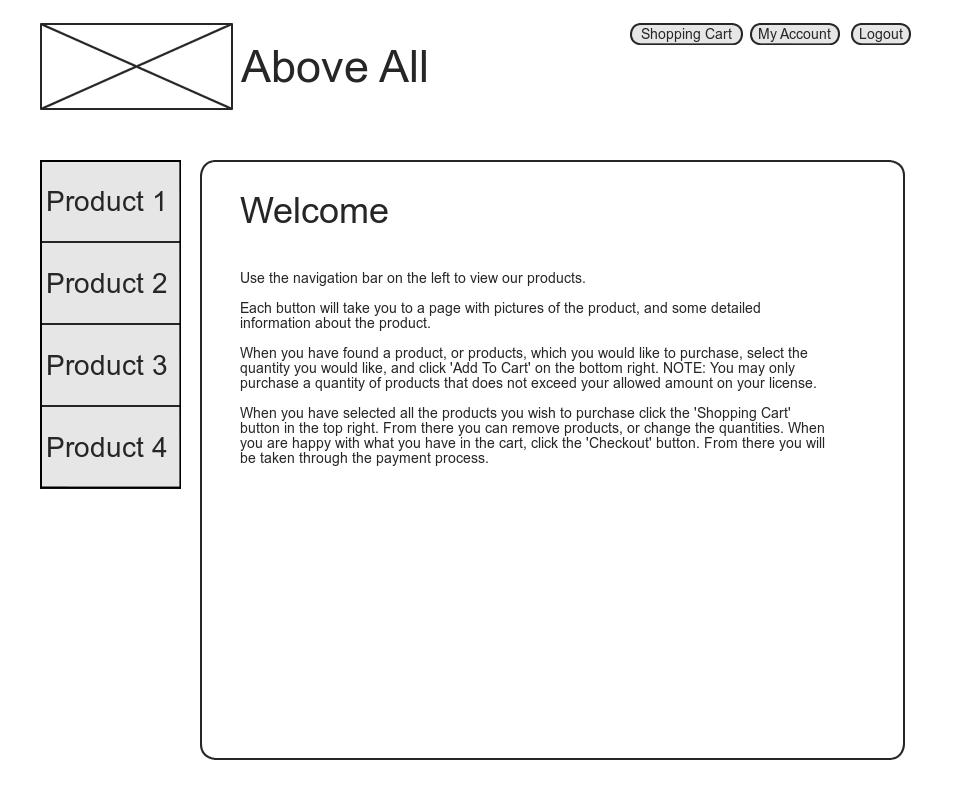 Shopping Cart
My Account
Logout
Above All
Product 1
Product 2
Product 3
Product 4
Welcome
Use the navigation bar on the left to view our products.
Each button will take you to a page with pictures of the product, and some detailed
information about the product.
When you have found a product, or products, which you would like to purchase, select the
quantity you would like, and click 'Add To Cart' on the bottom right. NOTE: You may only
purchase a quantity of products that does not exceed your allowed amount on your license.
When you have selected all the products you wish to purchase click the 'Shopping Cart'
button in the top right. From there you can remove products, or change the quantities. When
you are happy with what you have in the cart, click the 'Checkout' button. From there you will
be taken through the payment process.